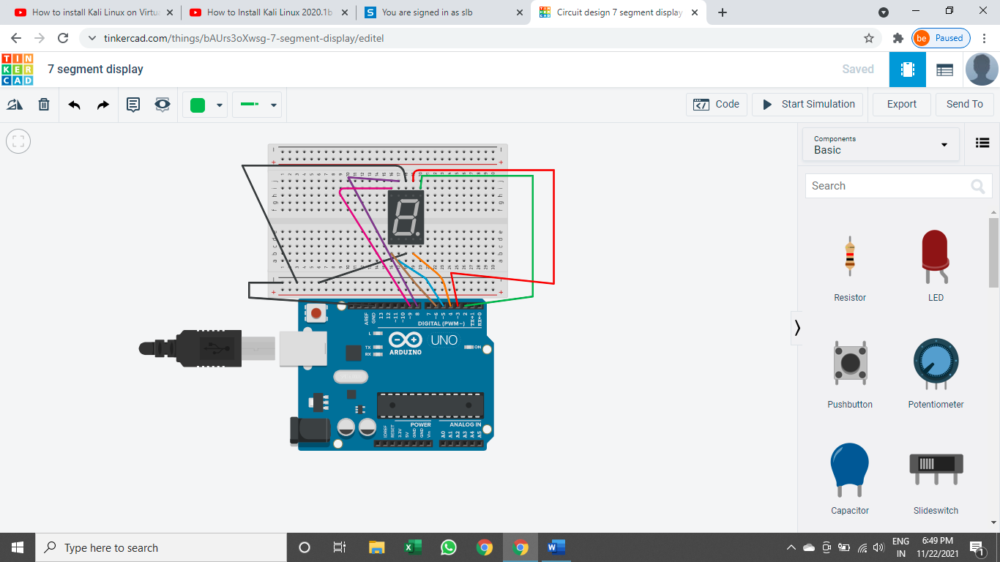 How to install Kali Linux on Virtua
How to Install Kali Linux 2020.1b
You are signed in as slb
Circuit design 7 segment display
tinkercad.com/things/bAUrs3oXwsg-7-segment-display/editel
be Paused
TINKERCAD
7 segment display
Saved
Code
Start Simulation
Export
Send To
Components
Basic
Search
Resistor
LED
Pushbutton
Potentiometer
Capacitor
Slideswitch
AREF
GND
13
12
~11
~10
~9
8
7
~6
~5
4
~3
2
TX→1
RX←0
DIGITAL (PWM~)
L
TX
RX
ARDUINO
UNO
ON
POWER
ANALOG IN
IOREF
RESET
3.3V
5V
GND
GND
Vin
A0
A1
A2
A3
A4
A5
Type here to search
ENG
IN
6:49 PM
11/22/2021
1